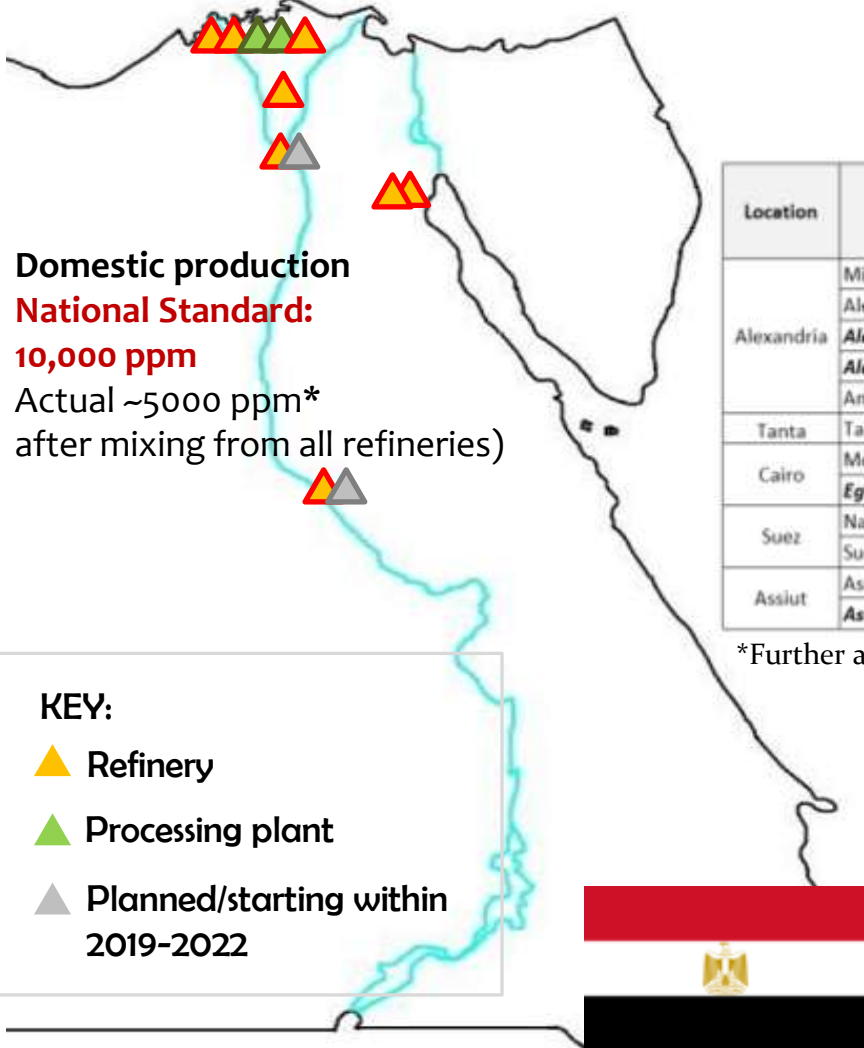 Location
Alexandria
Tanta
Cairo
Suez
Assiut
*Further a
Domestic production
National Standard:
10,000 ppm
Actual ~5000 ppm*
after mixing from all refineries)
KEY:
Refinery
Processing plant
Planned/starting within
2019-2022